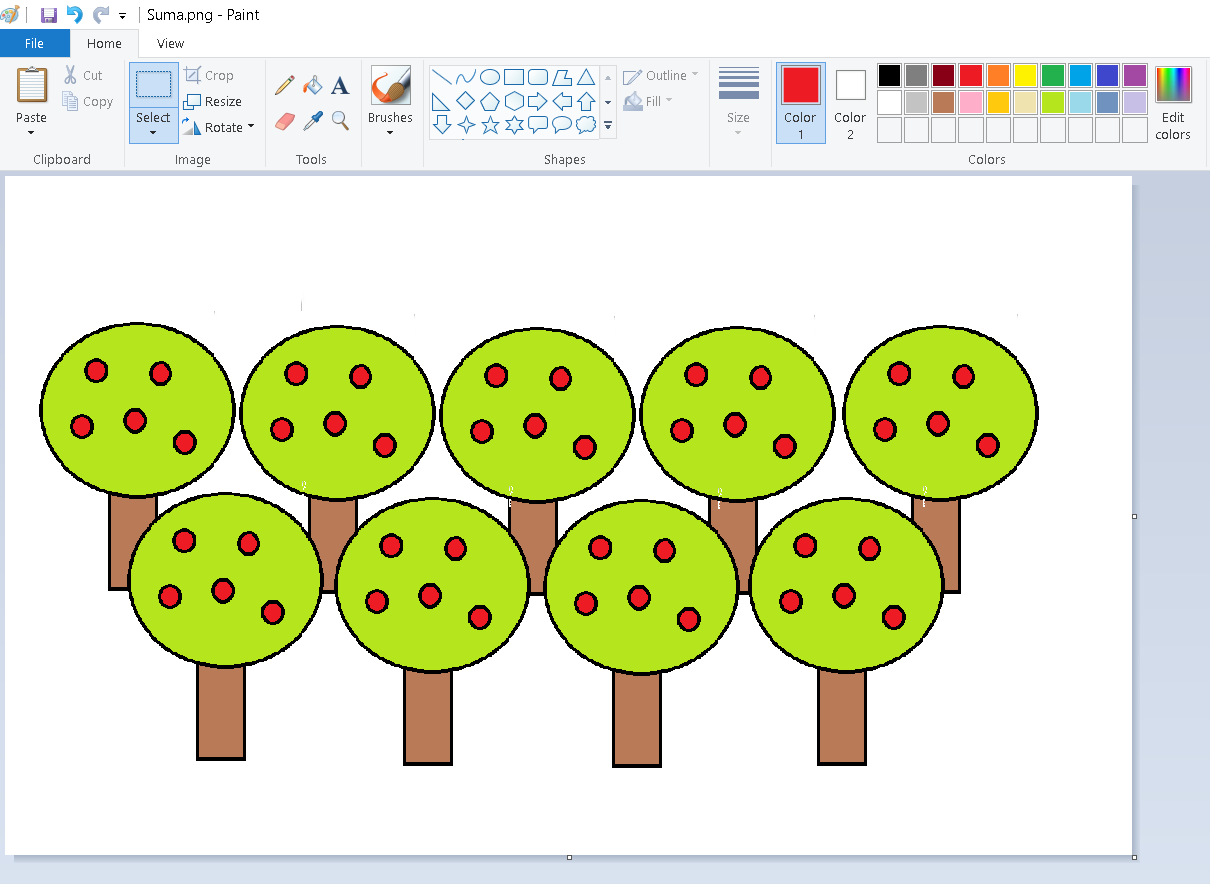 Suma.png - Paint
File Home View
Paste
Cut
Copy
Clipboard
Select
Crop
Resize
Rotate
Image
A
Tools
Brushes
Outline
Fill
Shapes
Size
Color
1
Color
2
Colors
Edit
colors